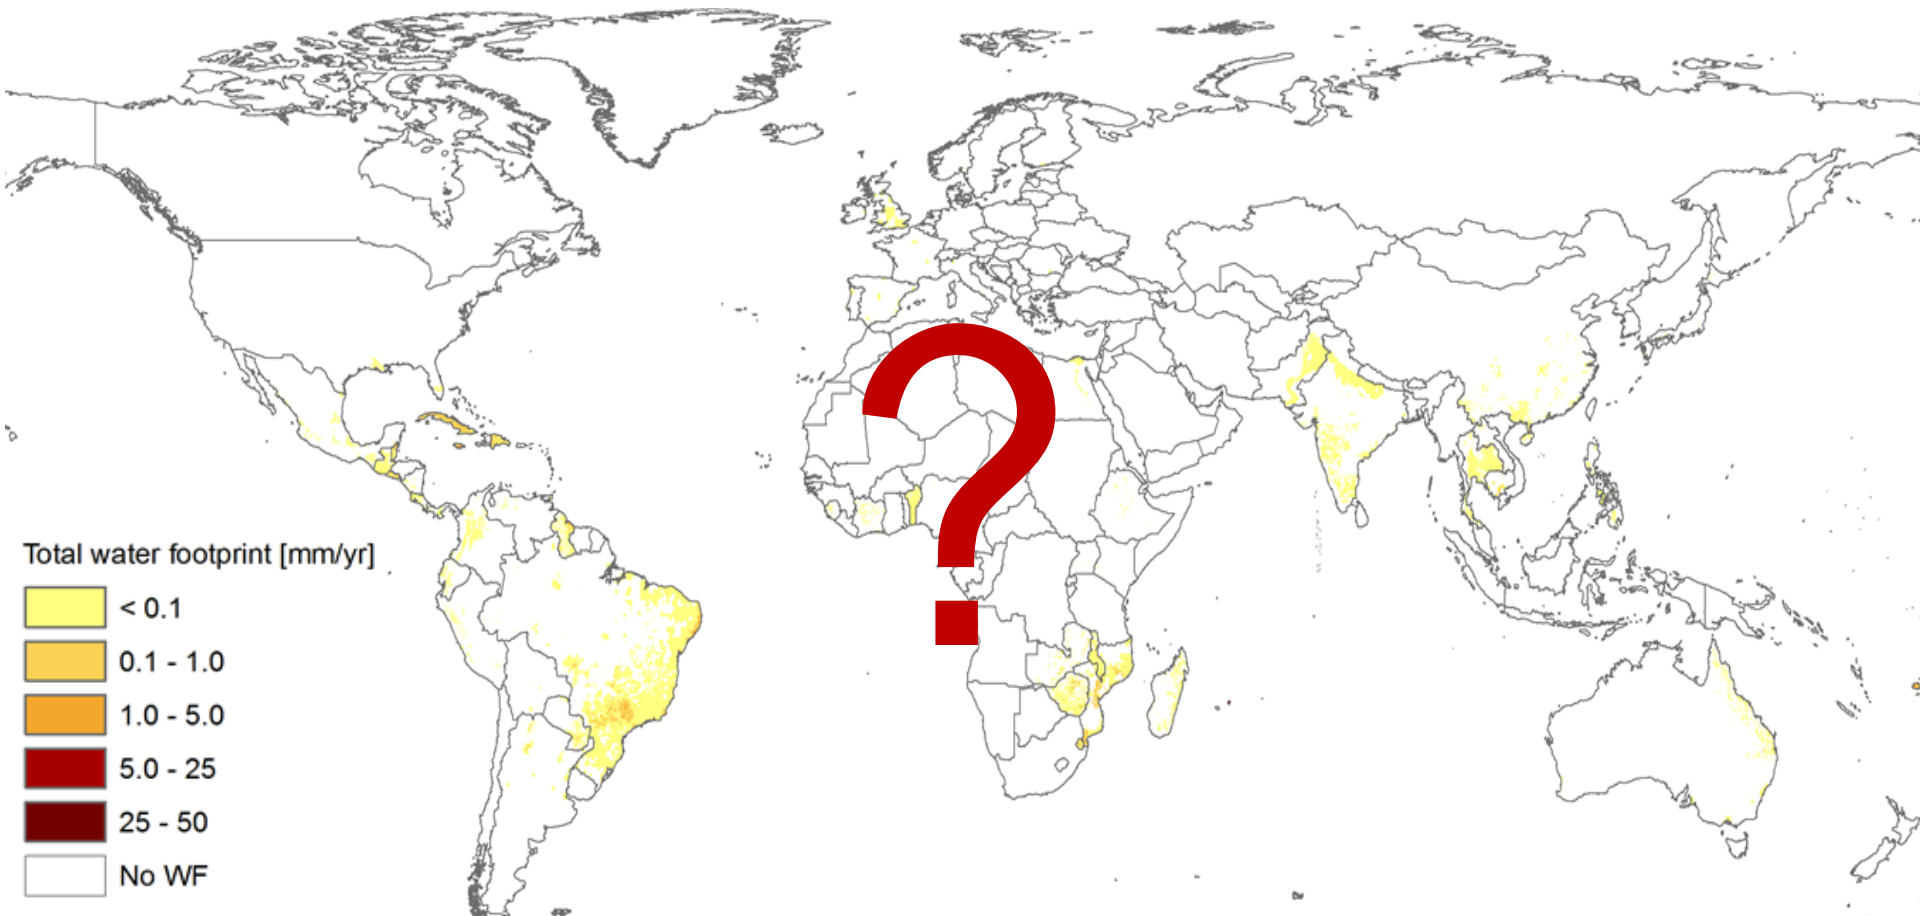 ?
Total water footprint [mm/yr]
< 0.1
0.1 - 1.0
1.0 - 5.0
5.0 - 25
25 - 50
No WF